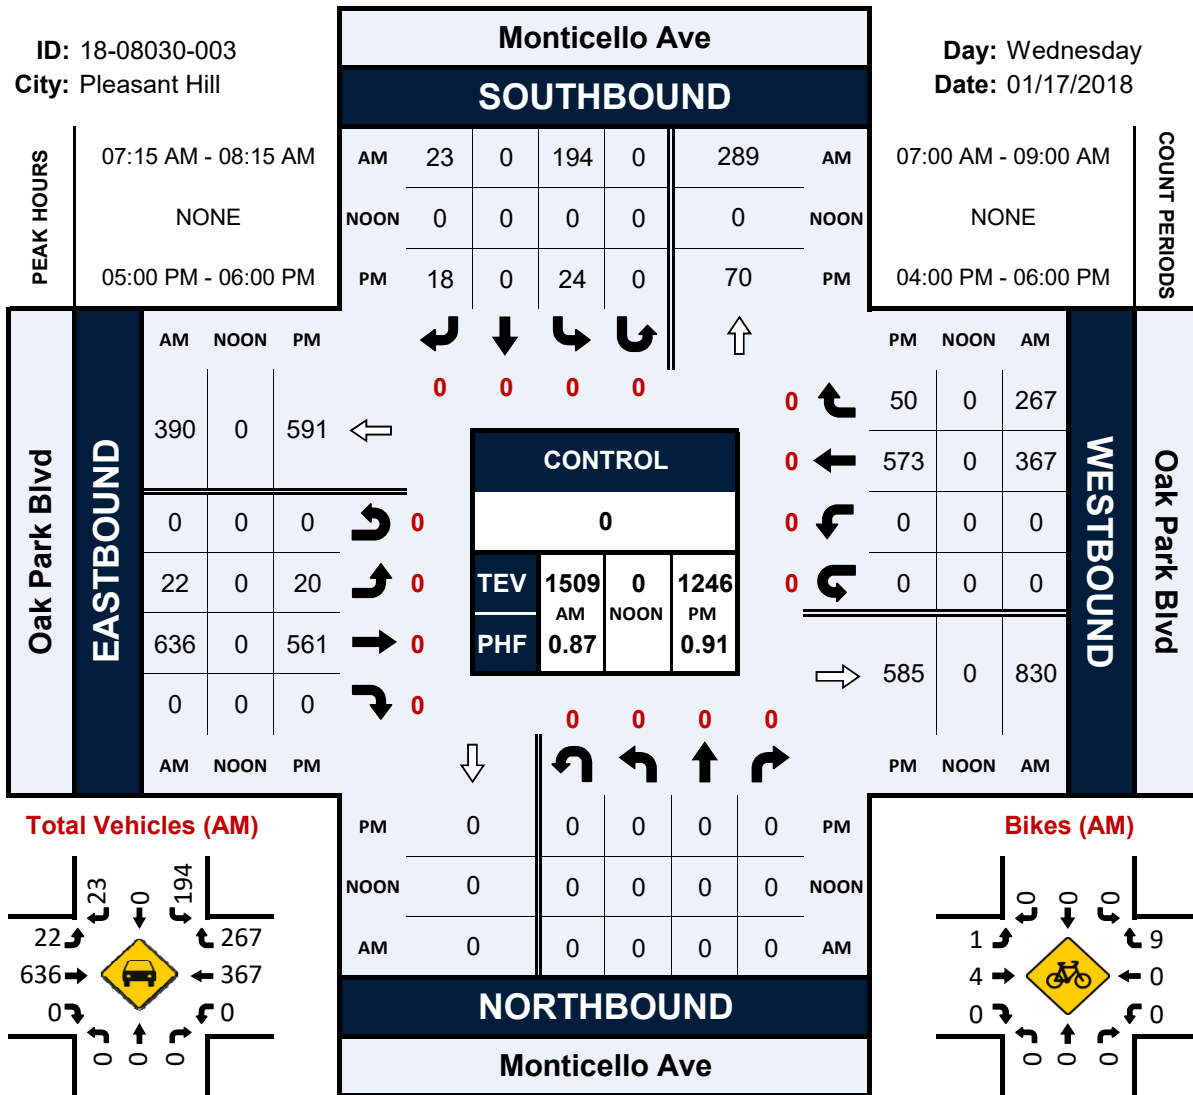 ID: 18-08030-003
City: Pleasant Hill
Monticello Ave
SOUTHBOUND
Day: Wednesday
Date: 01/17/2018
PEAK HOURS
07:15 AM - 08:15 AM
NONE
05:00 PM - 06:00 PM
AM 23 0 194 0 289 AM
NOON 0 0 0 0 0 NOON
PM 18 0 24 0 70 PM
07:00 AM - 09:00 AM
NONE
04:00 PM - 06:00 PM
COUNT PERIODS
0 0 0 0
Oak Park Blvd
EASTBOUND
AM NOON PM
390 0 591
0 0 0 0
22 0 20 0
636 0 561 0
0 0 0 0
AM NOON PM
CONTROL
0
TEV 1509 0 1246
AM NOON PM
PHF 0.87 0.91
PM NOON AM
0 50 0 267
0 573 0 367
0 0 0 0
0 0 0 0
585 0 830
PM NOON AM
WESTBOUND
Oak Park Blvd
0 0 0 0
PM 0 0 0 0 0 PM
NOON 0 0 0 0 0 NOON
AM 0 0 0 0 0 AM
NORTHBOUND
Monticello Ave
Total Vehicles (AM)
23 0 194
22 267
636 367
0 0
0 0 0
Bikes (AM)
0 0 0
1 9
4 0
0 0
0 0 0